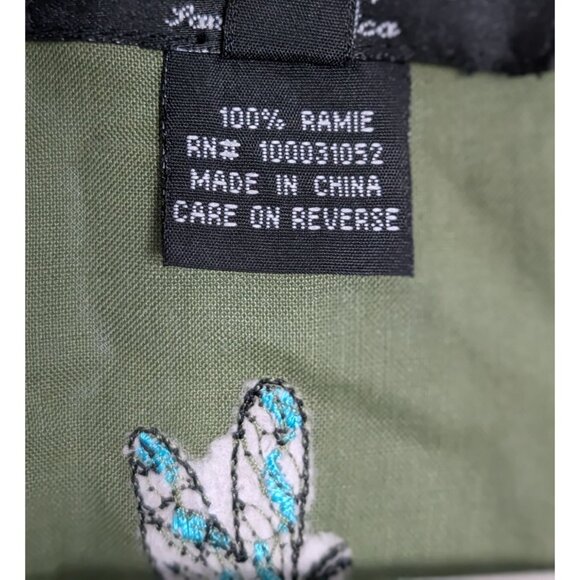 100% RAMIE
RN# 100031052
MADE IN CHINA
CARE ON REVERSE